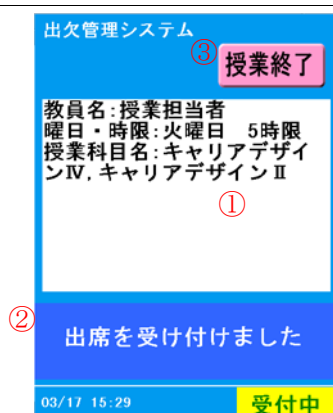 出欠管理システム
③
授業終了
教員名:授業担当者
曜日・時限:火曜日　5時限
授業科目名:キャリアデザイ
ンⅣ,キャリアデザインⅡ
①
②
出席を受け付けました
03/17 15:29
受付中